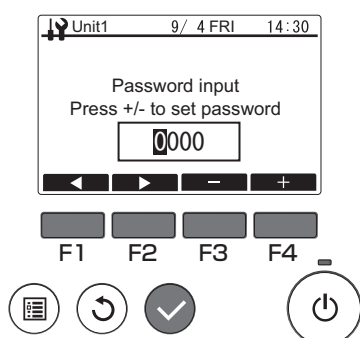 Unit1 9/ 4 FRI 14:30
Password input
Press +/- to set password
0000
− +
F1 F2 F3 F4